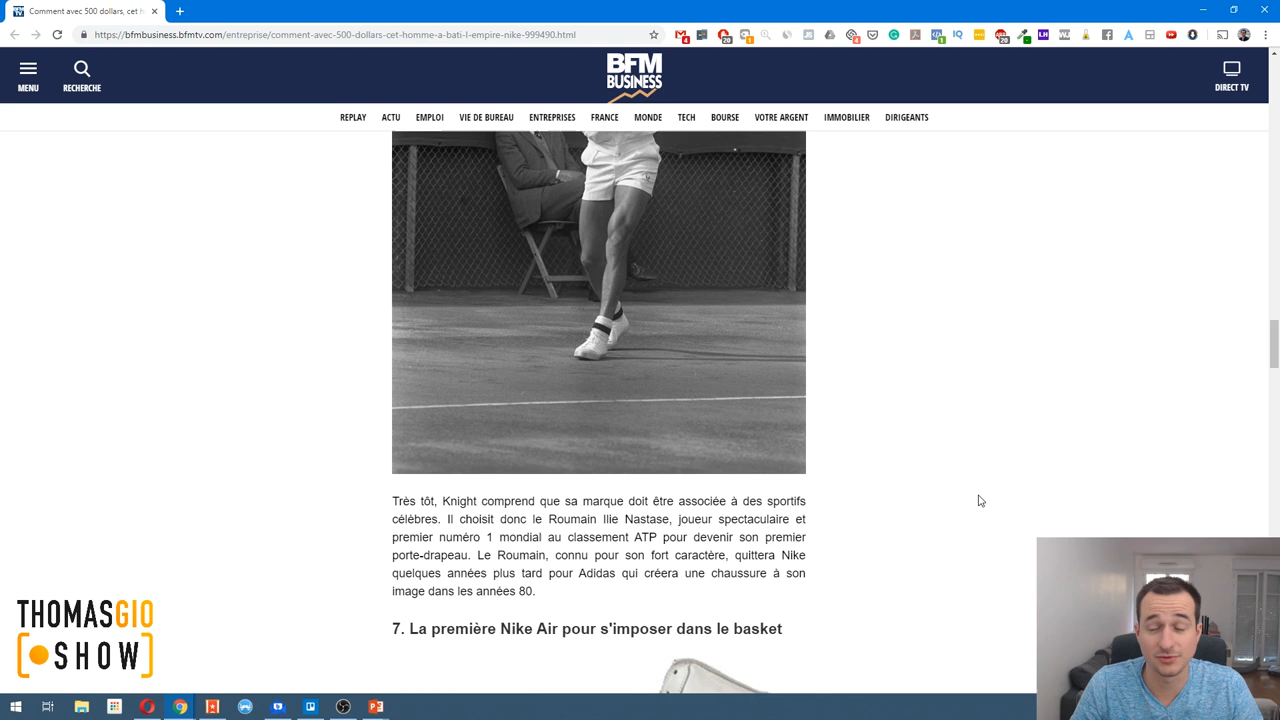 Comment avec 500 dollars, cet h
https://bfmbusiness.bfmtv.com/entreprise/comment-avec-500-dollars-cet-homme-a-bati-l-empire-nike-999490.html
MENU
RECHERCHE
BFM
BUSINESS
DIRECT TV
REPLAY ACTU EMPLOI VIE DE BUREAU ENTREPRISES FRANCE MONDE TECH BOURSE VOTRE ARGENT IMMOBILIER DIRIGEANTS
Très tôt, Knight comprend que sa marque doit être associée à des sportifs
célèbres. Il choisit donc le Roumain Ilie Nastase, joueur spectaculaire et
premier numéro 1 mondial au classement ATP pour devenir son premier
porte-drapeau. Le Roumain, connu pour son fort caractère, quittera Nike
quelques années plus tard pour Adidas qui créera une chaussure à son
image dans les années 80.
7. La première Nike Air pour s'imposer dans le basket
THOMASGIO
SHOW